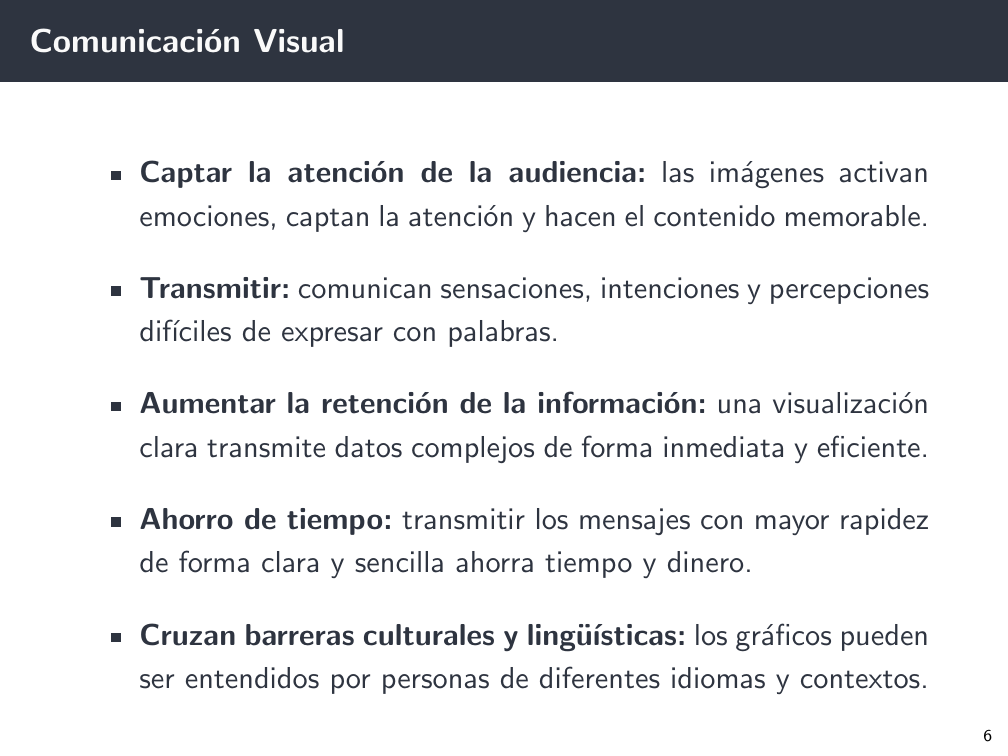 Comunicación Visual
Captar la atención de la audiencia: las imágenes activan
emociones, captan la atención y hacen el contenido memorable.
Transmitir: comunican sensaciones, intenciones y percepciones
difíciles de expresar con palabras.
Aumentar la retención de la información: una visualización
clara transmite datos complejos de forma inmediata y eficiente.
Ahorro de tiempo: transmitir los mensajes con mayor rapidez
de forma clara y sencilla ahorra tiempo y dinero.
Cruzan barreras culturales y lingüísticas: los gráficos pueden
ser entendidos por personas de diferentes idiomas y contextos.
6